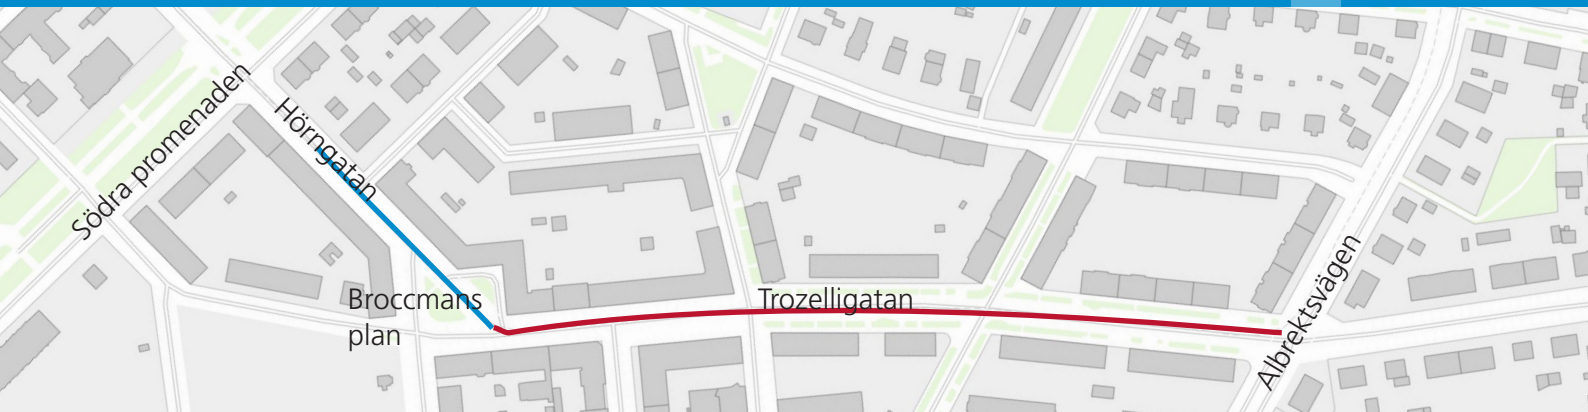 Södra promenaden
Hörngatan
Broccmans
plan
Trozelligatan
Albrektsvägen